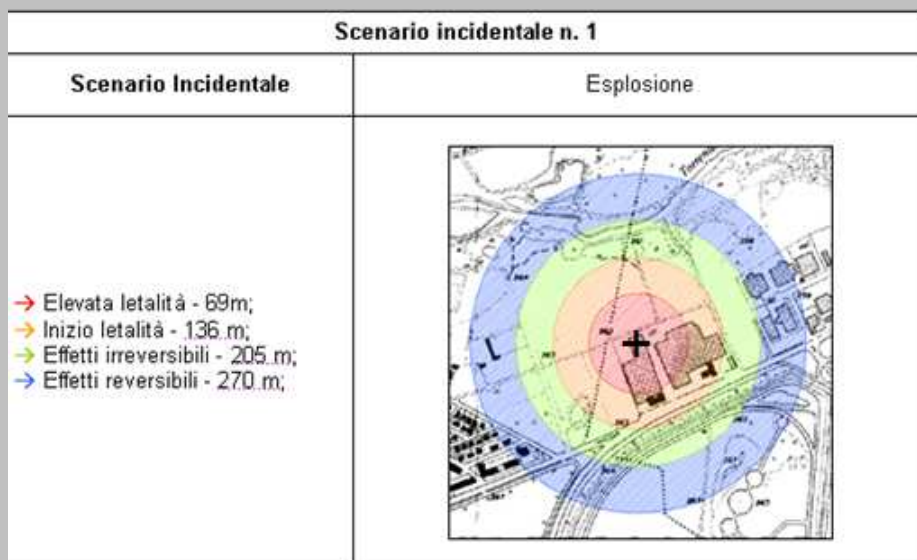 Scenario incidentale n. 1
Scenario Incidentale
Esplosione
→ Elevata letalità - 69m;
→ Inizio letalità - 136 m;
→ Effetti irreversibili - 205 m;
→ Effetti reversibili - 270 m;